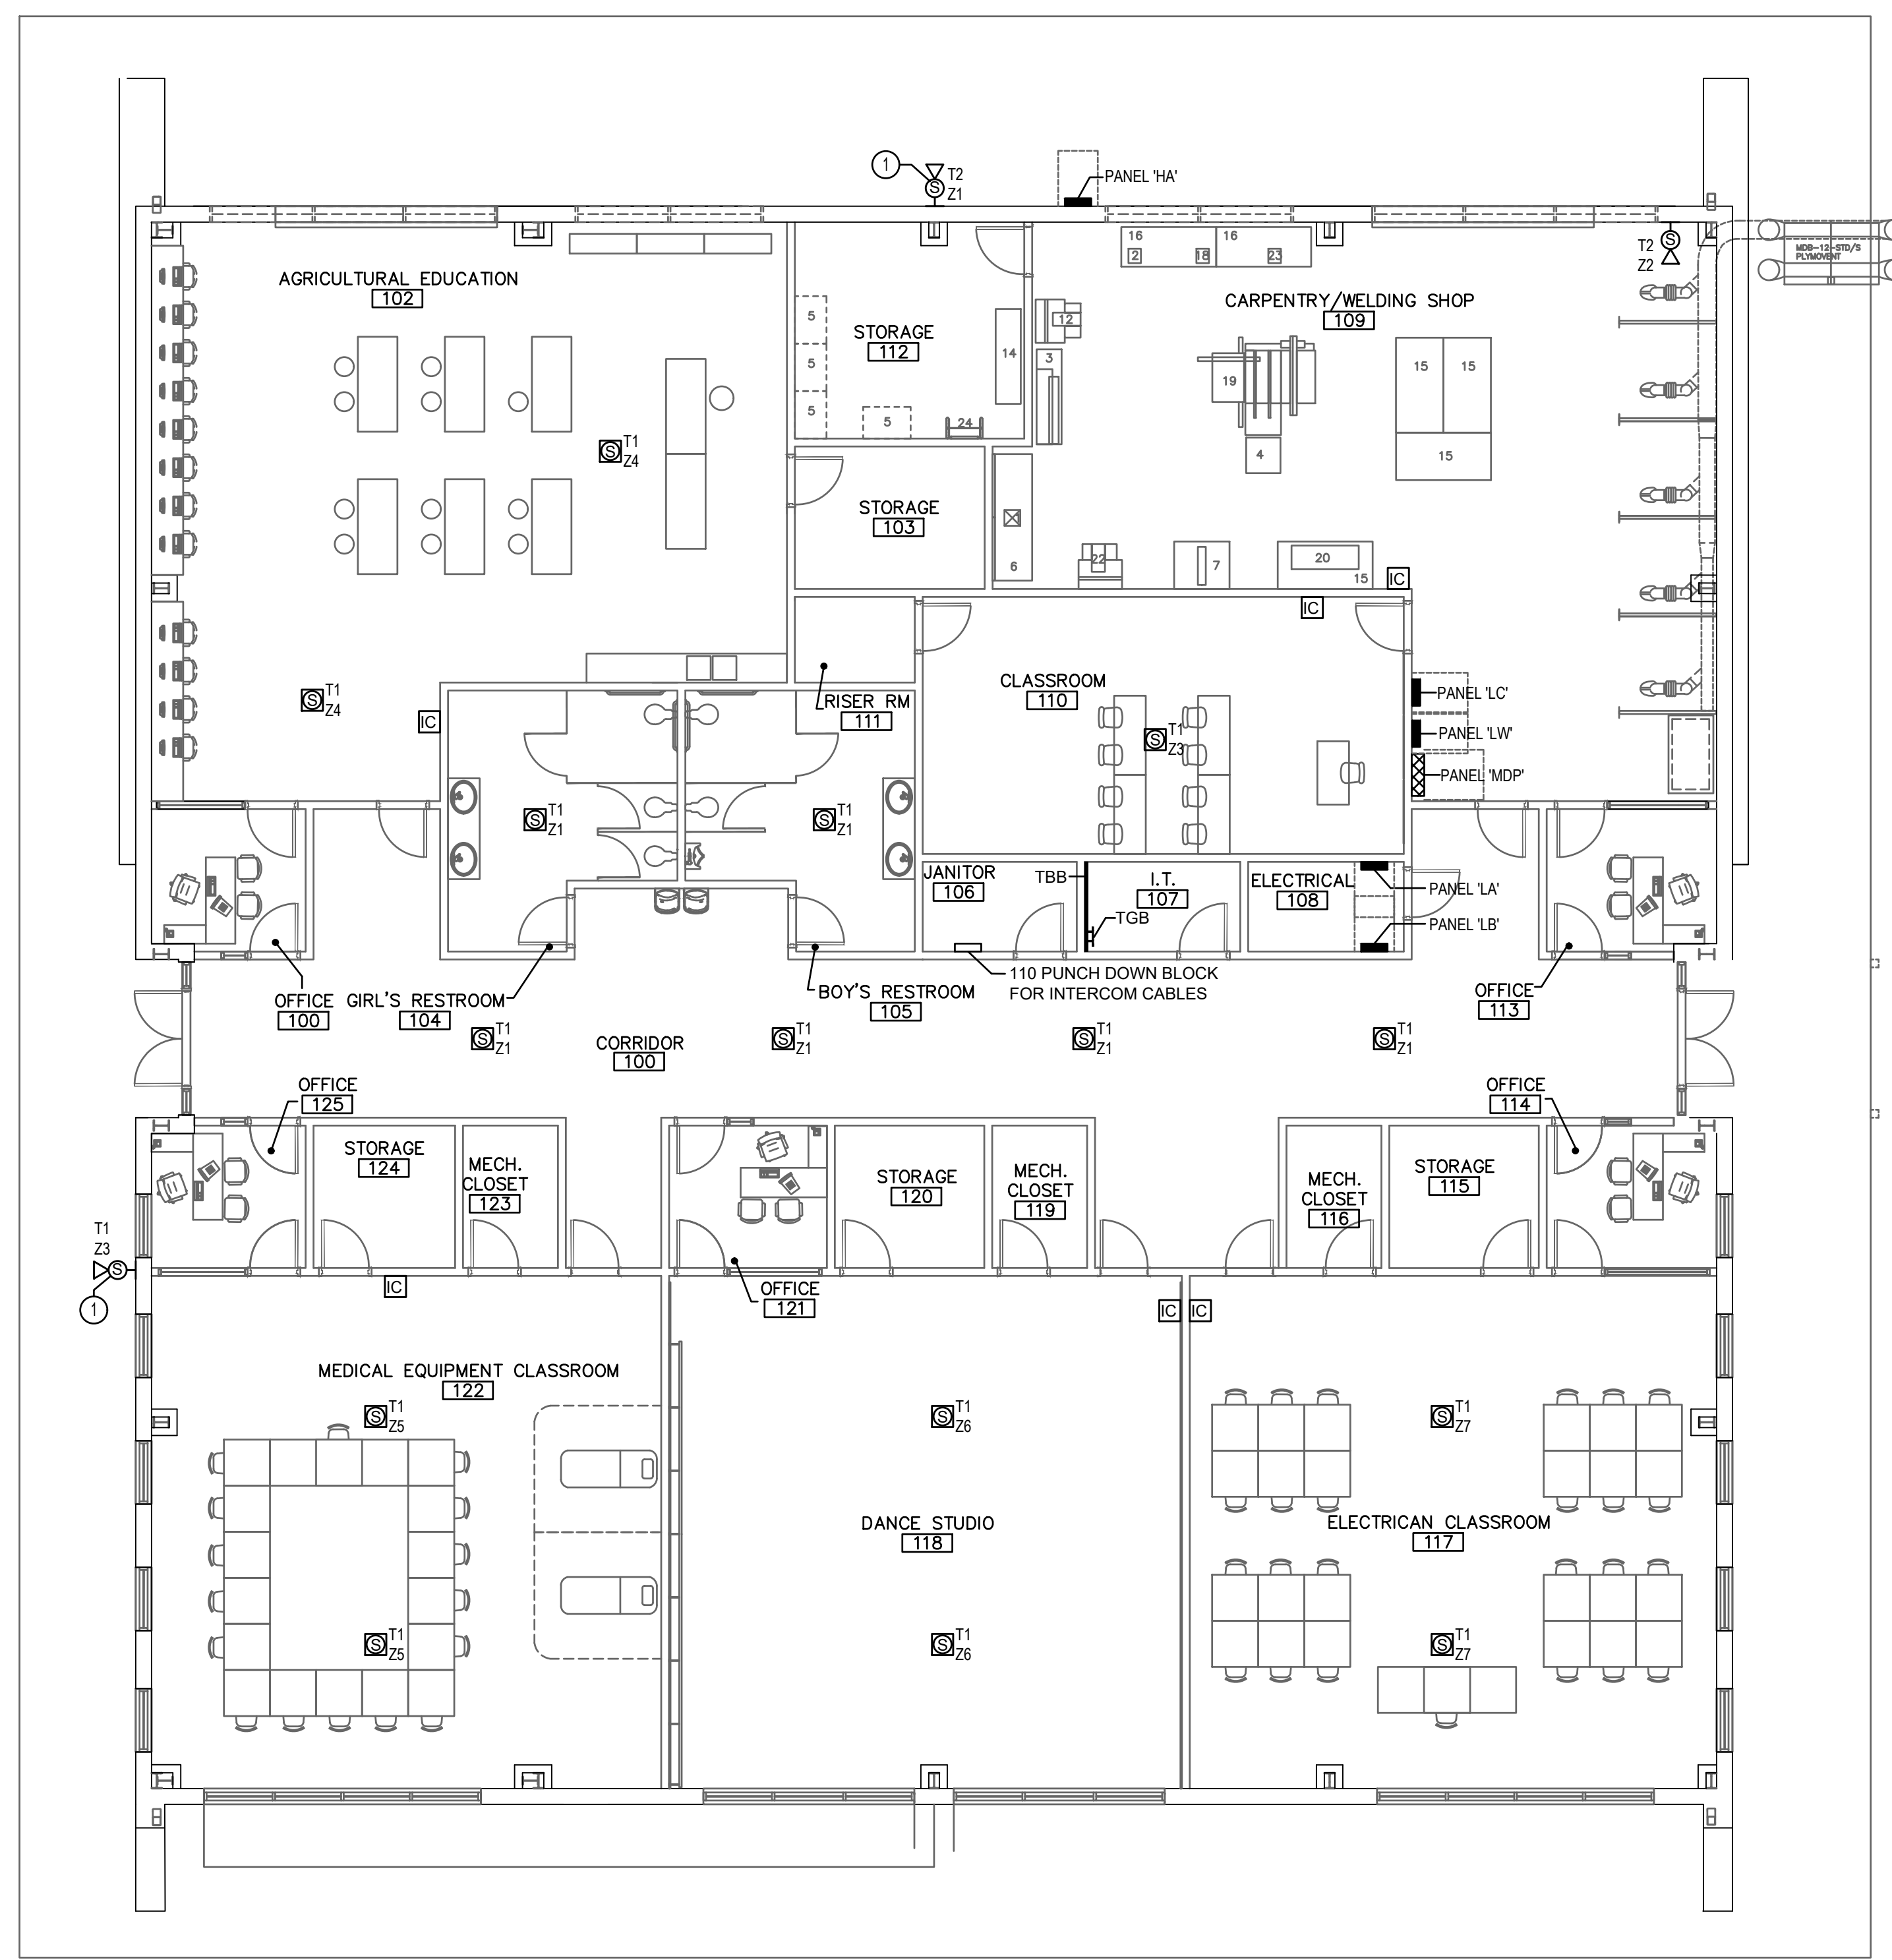 1
T2
Z1
PANEL 'HA'
T2
Z2
MDB-12-STD/S
PLYMOVENT
AGRICULTURAL EDUCATION
102
16
16
2
18
23
CARPENTRY/WELDING SHOP
109
STORAGE
112
5
5
5
5
14
24
12
3
19
4
15
15
15
T1
Z4
STORAGE
103
6
22
7
20
15
IC
IC
T1
Z4
IC
RISER RM
111
CLASSROOM
110
T1
Z3
PANEL 'LC'
PANEL 'LW'
PANEL 'MDP'
T1
Z1
T1
Z1
JANITOR
106
TBB
I.T.
107
TGB
ELECTRICAL
108
PANEL 'LA'
PANEL 'LB'
110 PUNCH DOWN BLOCK
FOR INTERCOM CABLES
OFFICE
100
GIRL'S RESTROOM
104
BOY'S RESTROOM
105
OFFICE
113
T1
Z1
CORRIDOR
100
T1
Z1
T1
Z1
T1
Z1
OFFICE
125
OFFICE
114
STORAGE
124
MECH.
CLOSET
123
STORAGE
120
MECH.
CLOSET
119
MECH.
CLOSET
116
STORAGE
115
T1
Z3
1
IC
OFFICE
121
IC
IC
MEDICAL EQUIPMENT CLASSROOM
122
T1
Z5
T1
Z6
T1
Z7
DANCE STUDIO
118
ELECTRICAN CLASSROOM
117
T1
Z5
T1
Z6
T1
Z7